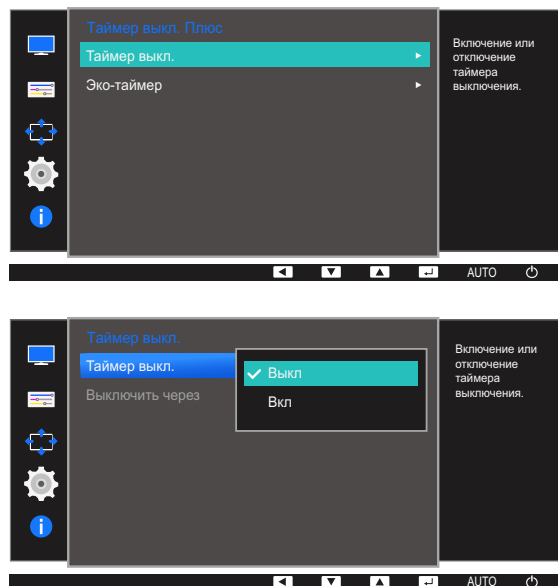 Таймер выкл. Плюс
Таймер выкл.
Эко-таймер
Включение или
отключение
таймера
выключения.
AUTO
Таймер выкл.
Таймер выкл.
Выключить через
Выкл
Вкл
Включение или
отключение
таймера
выключения.
AUTO